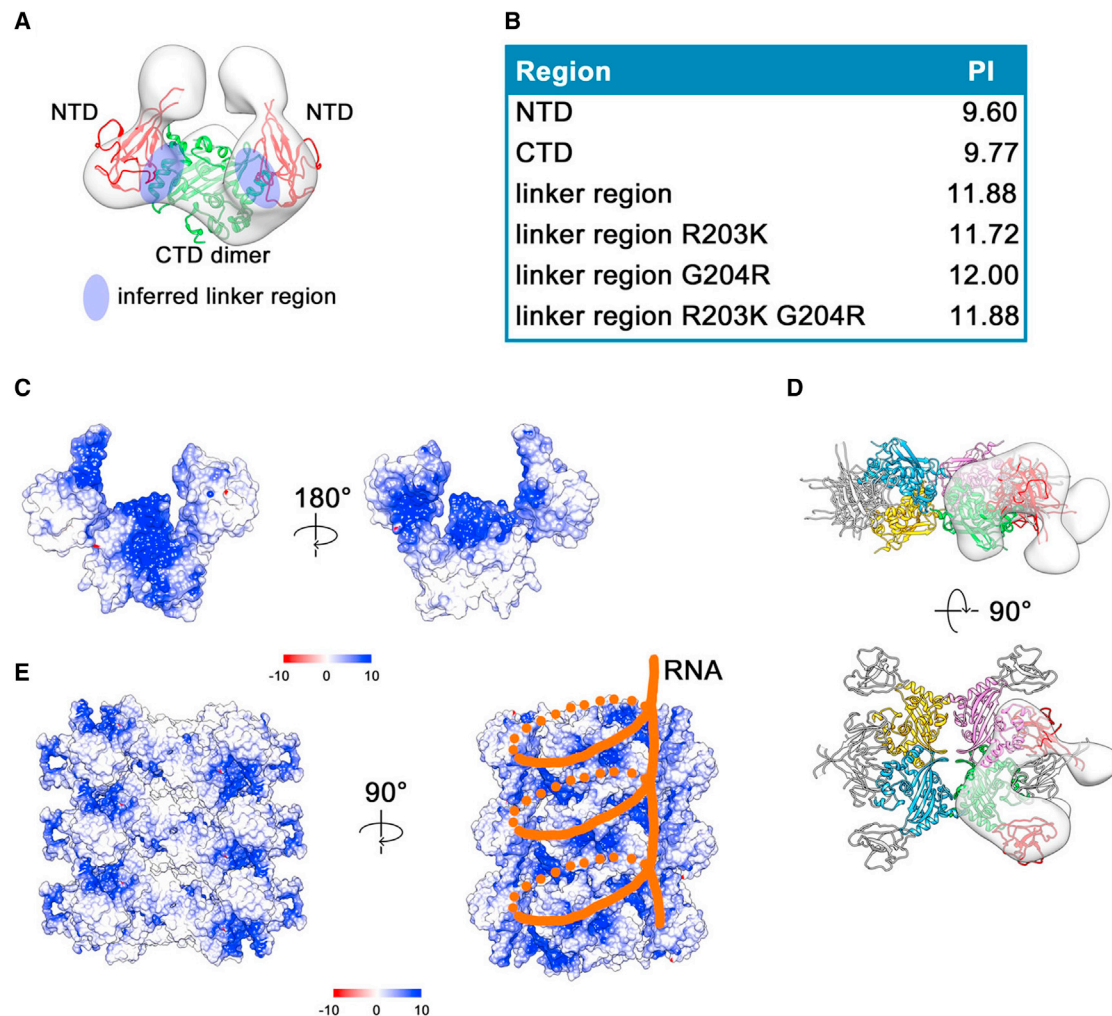 A
NTD
NTD
CTD dimer
inferred linker region
B
Region PI
NTD 9.60
CTD 9.77
linker region 11.88
linker region R203K 11.72
linker region G204R 12.00
linker region R203K G204R 11.88
C
180°
-10 0 10
D
90°
E
RNA
90°
-10 0 10